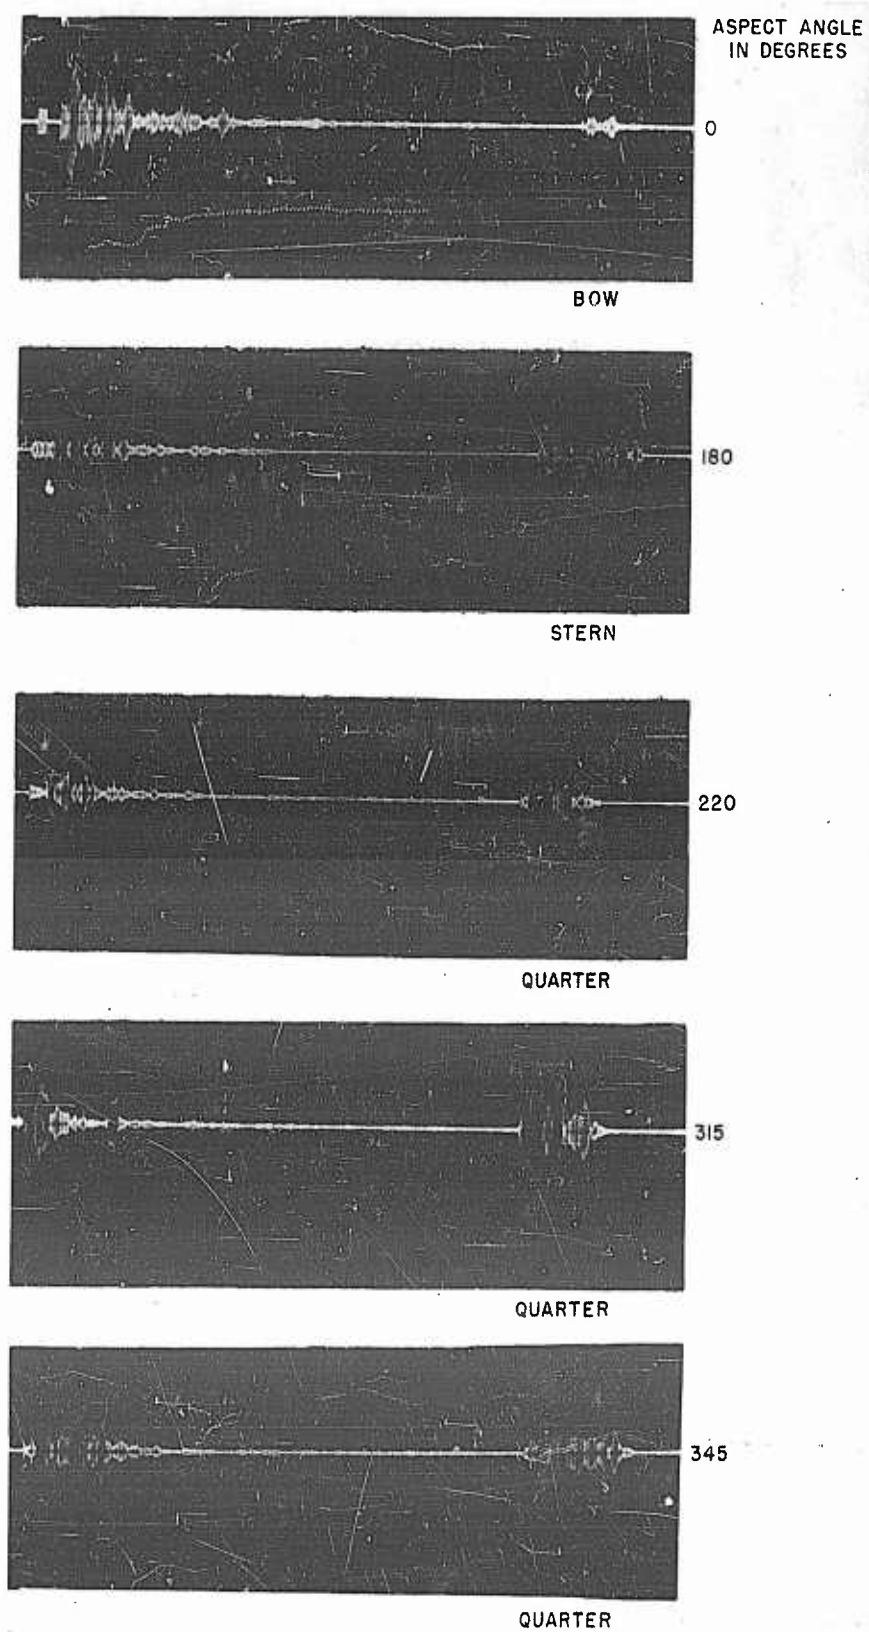 ASPECT ANGLE
IN DEGREES
0
BOW
180
STERN
220
QUARTER
315
QUARTER
345
QUARTER